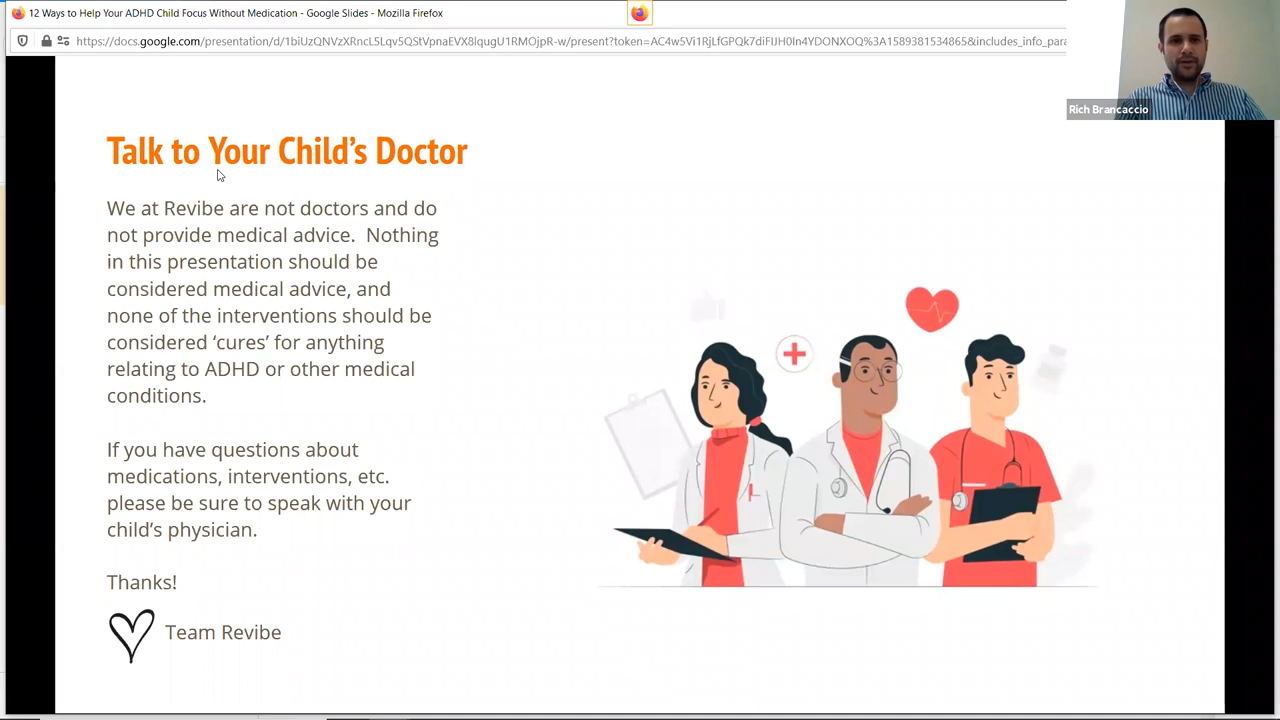 12 Ways to Help Your ADHD Child Focus Without Medication - Google Slides - Mozilla Firefox
Rich Brancaccio
Talk to Your Child's Doctor
We at Revibe are not doctors and do
not provide medical advice.  Nothing
in this presentation should be
considered medical advice, and
none of the interventions should be
considered ‘cures’ for anything
relating to ADHD or other medical
conditions.
If you have questions about
medications, interventions, etc.
please be sure to speak with your
child’s physician.
Thanks!
Team Revibe